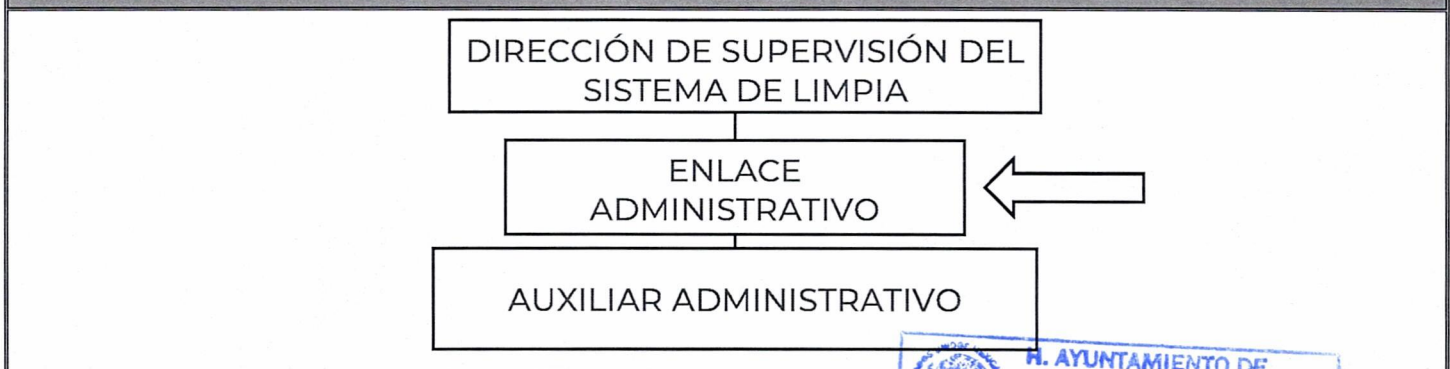 DIRECCIÓN DE SUPERVISIÓN DEL
SISTEMA DE LIMPIA
ENLACE
ADMINISTRATIVO
AUXILIAR ADMINISTRATIVO
H. AYUNTAMIENTO DE